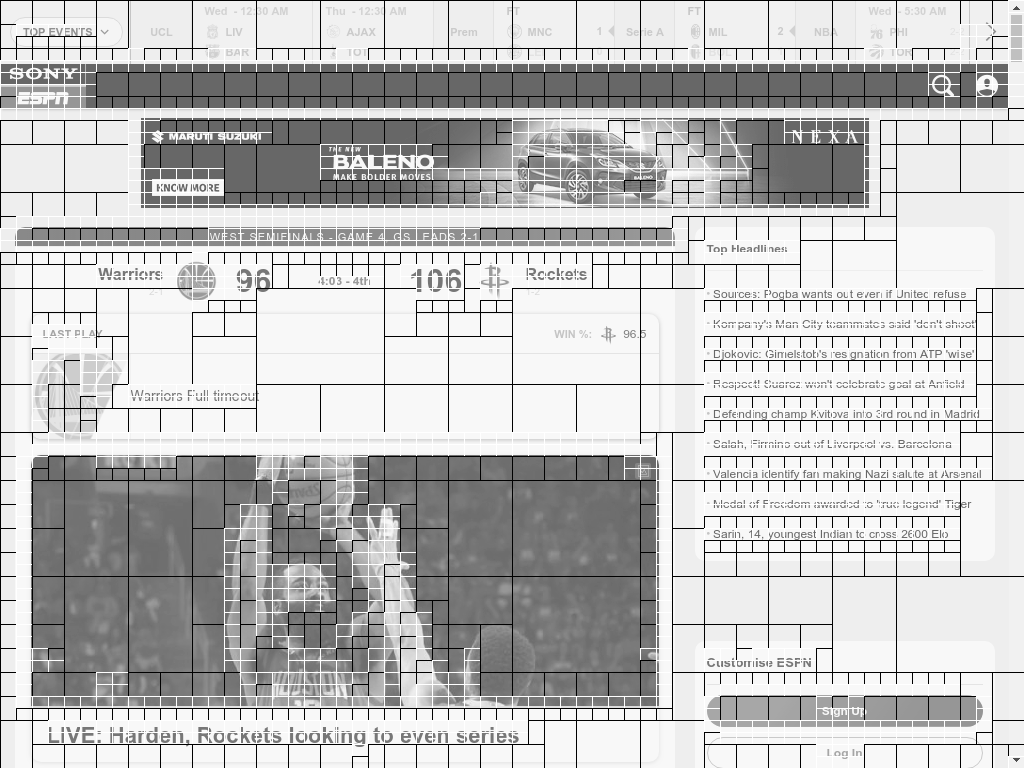 Wed - 12:30 AM
Thu - 12:30 AM
FT
FT
Wed - 5:30 AM
TOP EVENTS
UCL
LIV
AJAX
Prem
MNC
1
Serie A
MIL
2
NBA
PHI
BAR
TOT
TOR
SONY
ESPN
MARUTI SUZUKI
THE NEW
BALENO
MAKE BOLDER MOVES
KNOW MORE
BALENO
NEXA
WEST SEMIFINALS - GAME 4, GS LEADS 2-1
Warriors
2-1
96
4:03 - 4th
106
Rockets
1-2
LAST PLAY
WIN %:
96.5
Warriors Full timeout
LIVE: Harden, Rockets looking to even series
Top Headlines
Sources: Pogba wants out even if United refuse
Kompany's Man City teammates said 'don't shoot'
Djokovic: Gimelstob's resignation from ATP 'wise'
Respect! Suarez won't celebrate goal at Anfield
Defending champ Kvitova into 3rd round in Madrid
Salah, Firmino out of Liverpool vs. Barcelona
Valencia identify fan making Nazi salute at Arsenal
Medal of Freedom awarded to 'true legend' Tiger
Sarin, 14, youngest Indian to cross 2600 Elo
Customise ESPN
Sign Up
Log In